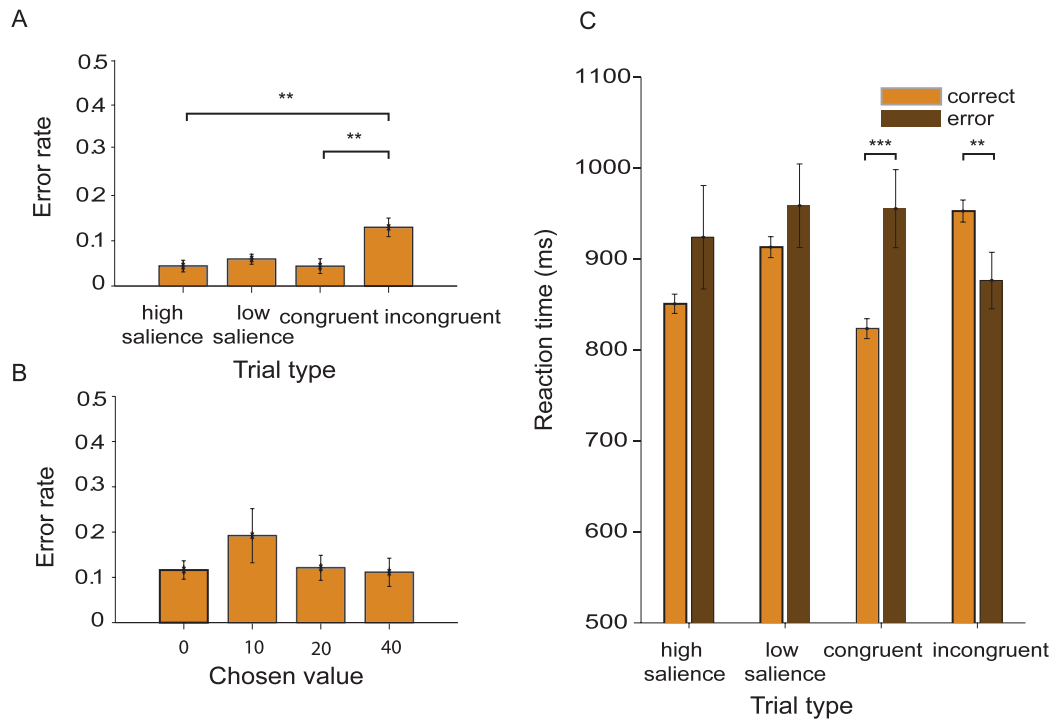 A
0.5
0.4
0.3
0.2
0.1
0
Error rate
**
**
high
salience
low
salience
congruent
incongruent
Trial type
B
0.5
0.4
0.3
0.2
0.1
0
Error rate
0
10
20
40
Chosen value
C
1100
1000
900
800
700
600
500
Reaction time (ms)
correct
error
***
**
high
salience
low
salience
congruent
incongruent
Trial type